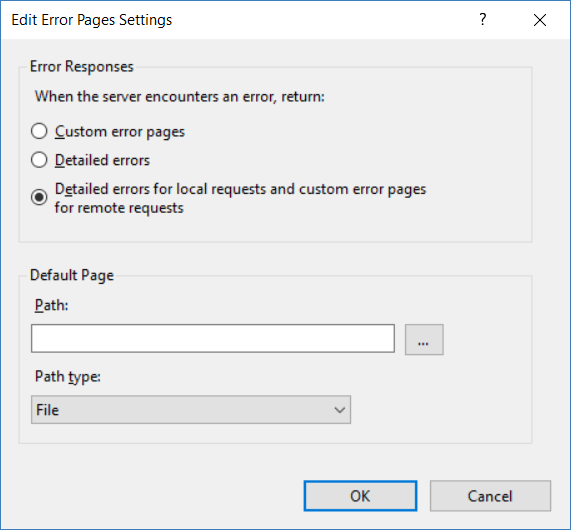 Edit Error Pages Settings
?
Error Responses
When the server encounters an error, return:
Custom error pages
Detailed errors
Detailed errors for local requests and custom error pages
for remote requests
Default Page
Path:
...
Path type:
File
OK
Cancel